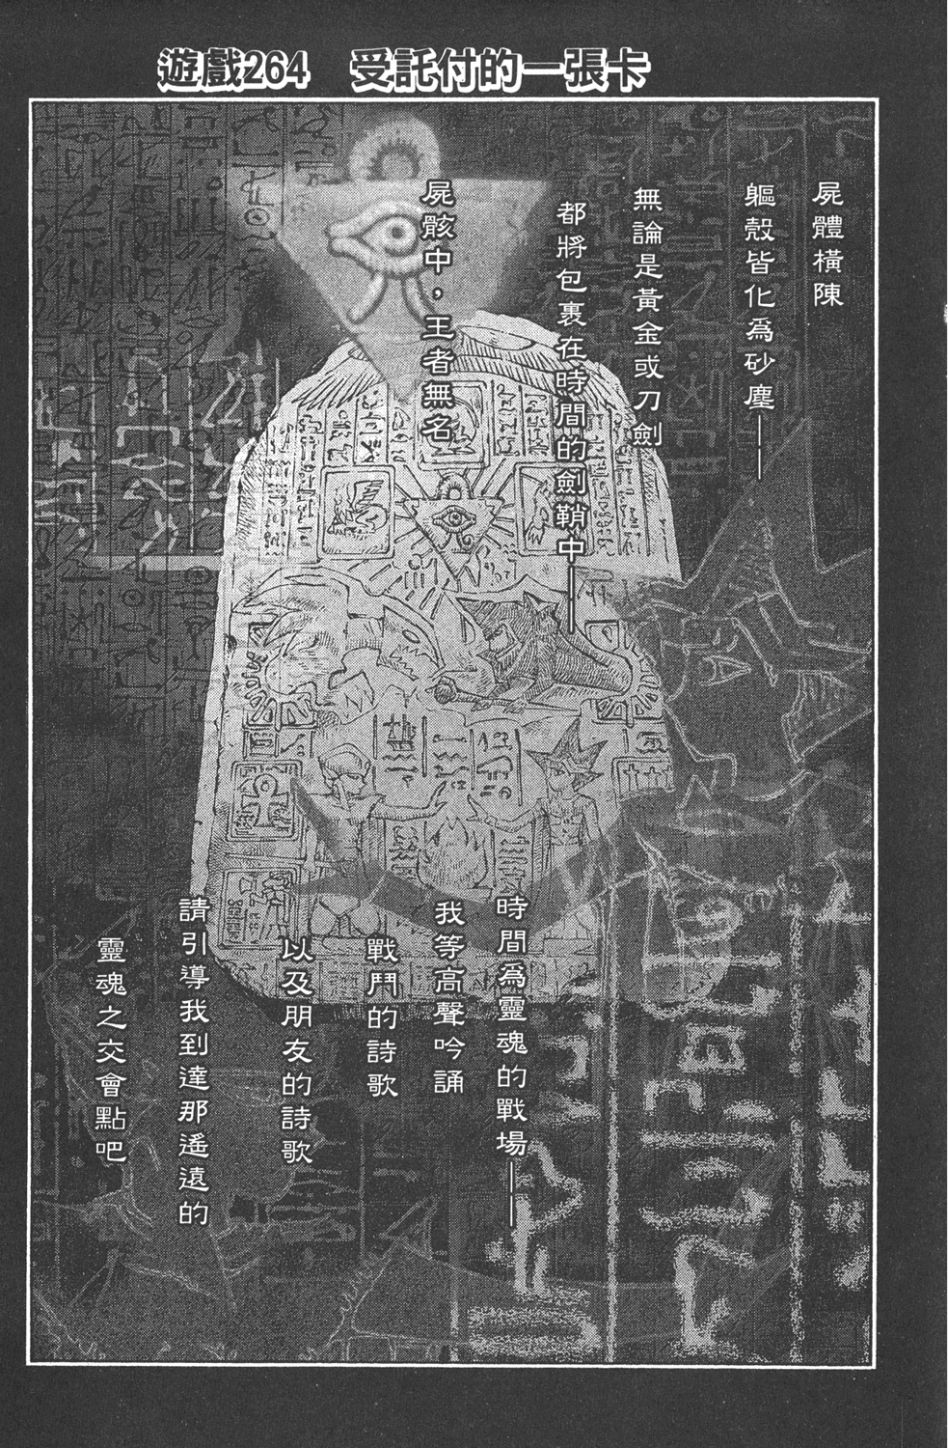 遊戲264　受託付的一張卡
屍體橫陳
軀殼皆化為砂塵——
無論是黃金或刀劍
都將包裹在時間的劍鞘中——
屍骸中，王者無名
時間為靈魂的戰場——
我等高聲吟誦
戰鬥的詩歌
以及朋友的詩歌
請引導我到達那遙遠的
靈魂之交會點吧